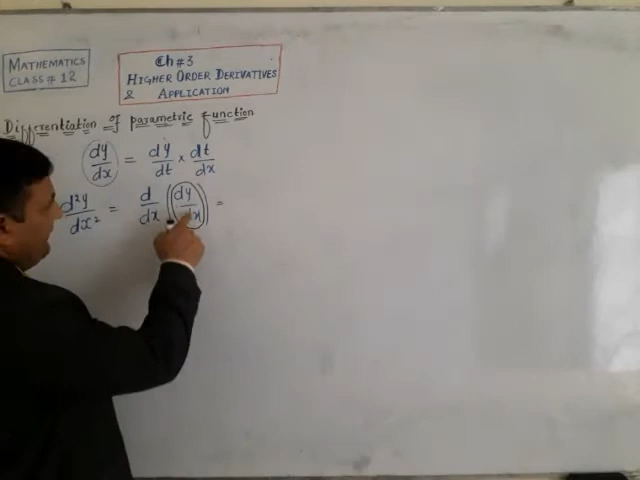 MATHEMATICS
CLASS # 12
Ch #3
HIGHER ORDER DERIVATIVES
& APPLICATION
Differentiation of parametric function
dy/dx = dy/dt × dt/dx
d²y/dx² = d/dx (dy/dx) =